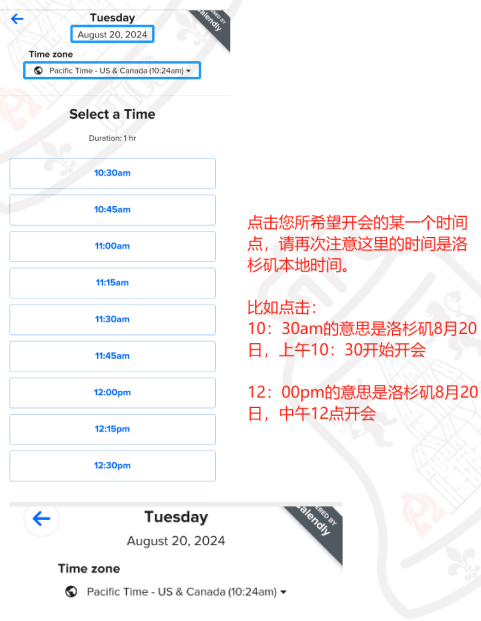 Tuesday
August 20, 2024
Time zone
Pacific Time - US & Canada (10:24am)
Select a Time
Duration: 1 hr
10:30am
10:45am
11:00am
11:15am
11:30am
11:45am
12:00pm
12:15pm
12:30pm
点击您所希望开会的某一个时间
点，请再次注意这里的时间是洛
杉矶本地时间。
比如点击：
10：30am的意思是洛杉矶8月20
日，上午10：30开始开会
12：00pm的意思是洛杉矶8月20
日，中午12点开会
Tuesday
August 20, 2024
Time zone
Pacific Time - US & Canada (10:24am)